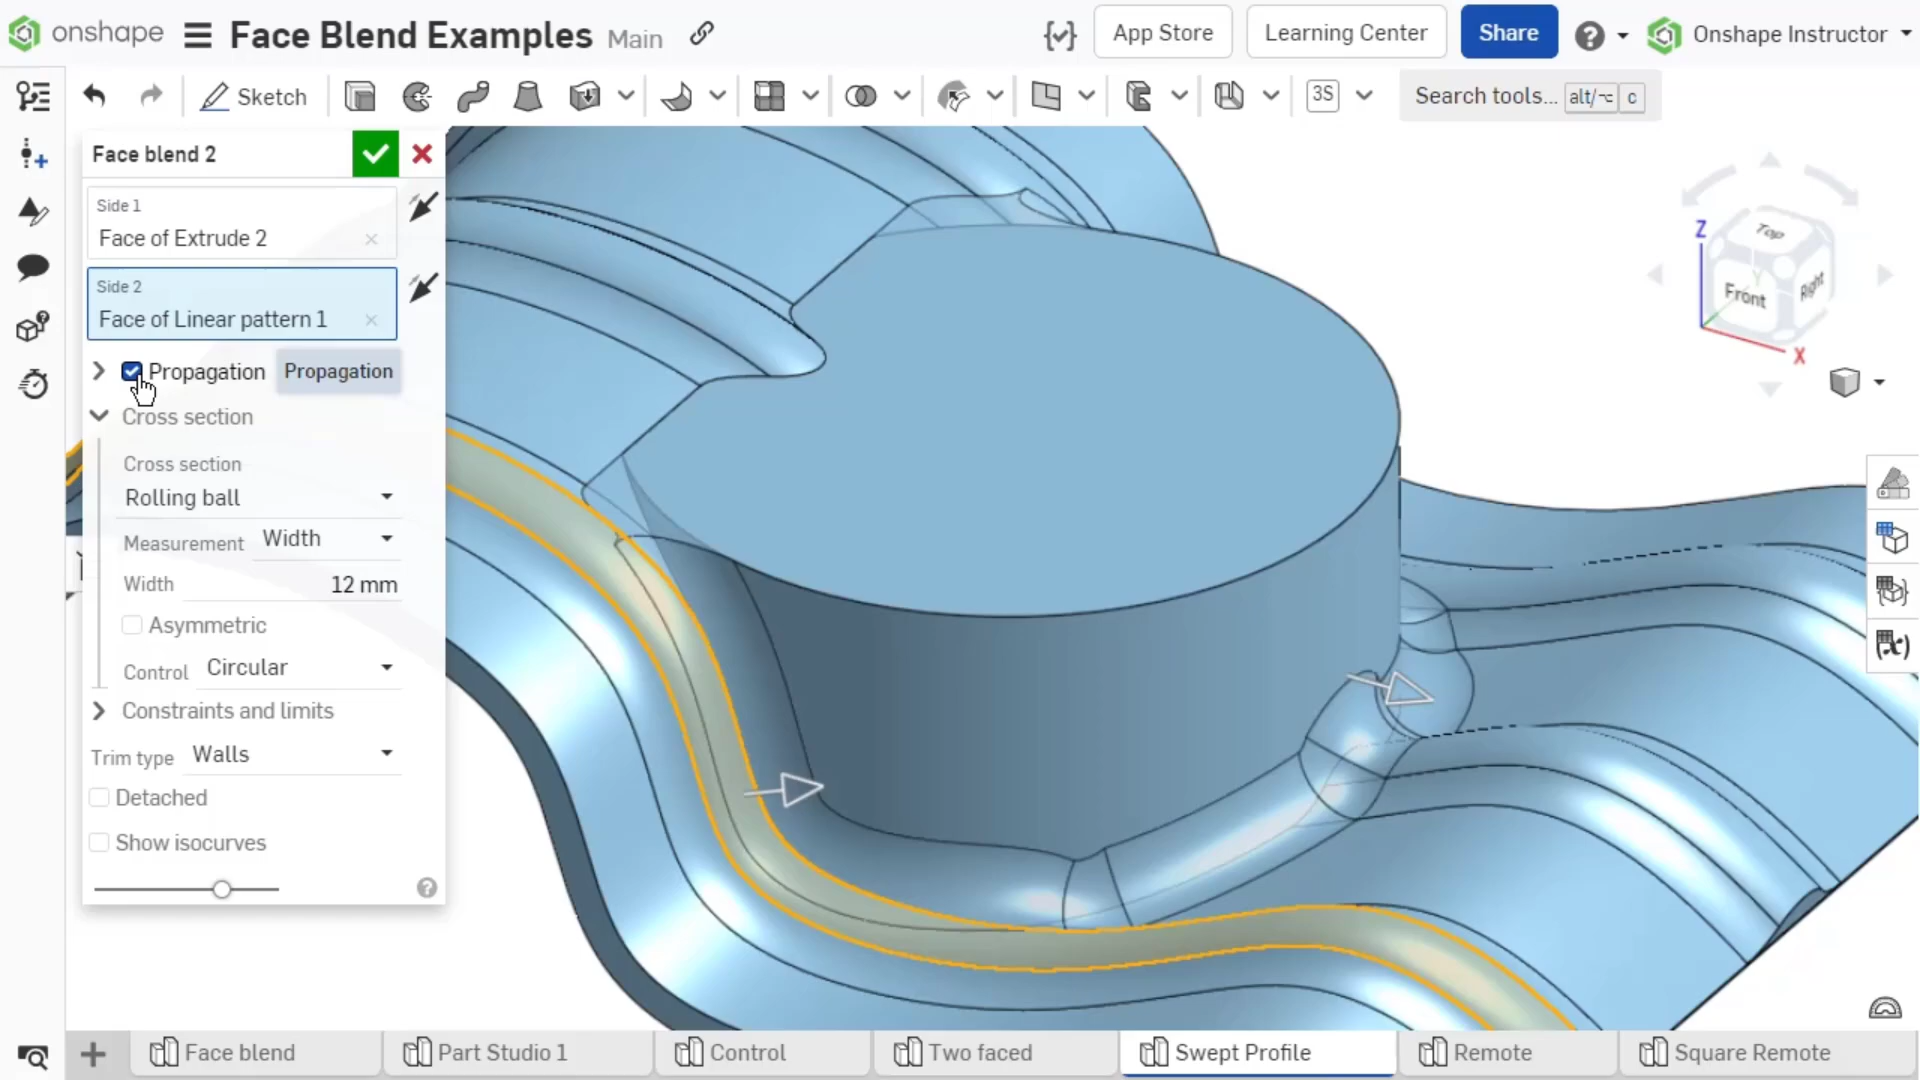 onshape
Face Blend Examples Main
App Store
Learning Center
Share
Onshape Instructor
Sketch
3S
Search tools... alt/⌥ c
Face blend 2
Side 1
Face of Extrude 2
Side 2
Face of Linear pattern 1
Propagation
Propagation
Cross section
Cross section
Rolling ball
Measurement Width
Width 12 mm
Asymmetric
Control Circular
Constraints and limits
Trim type Walls
Detached
Show isocurves
Top
Front
Right
Z
Y
X
Face blend
Part Studio 1
Control
Two faced
Swept Profile
Remote
Square Remote